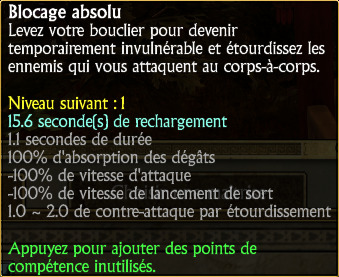 Blocage absolu
Levez votre bouclier pour devenir
temporairement invulnérable et étourdissez les
ennemis qui vous attaquent au corps-à-corps.
Niveau suivant : 1
15.6 seconde(s) de rechargement
1.1 secondes de durée
100% d'absorption des dégâts
-100% de vitesse d'attaque
-100% de vitesse de lancement de sort
1.0 ~ 2.0 de contre-attaque par étourdissement
Appuyez pour ajouter des points de
compétence inutilisés.